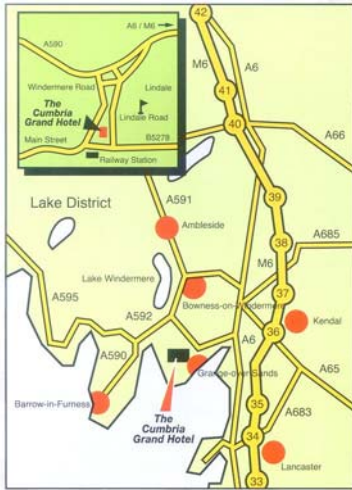 A6 / M6
A590
Windermere Road
Lindale
The
Cumbria
Grand Hotel
Lindale Road
Main Street
B5278
Railway Station
42
M6
A6
41
40
A66
Lake District
A591
39
Ambleside
38
A685
Lake Windermere
M6
37
A595
Bowness-on-Windermere
A592
36
Kendal
A590
A6
Grange-over-Sands
A65
35
Barrow-in-Furness
A683
The
Cumbria
Grand Hotel
34
Lancaster
33